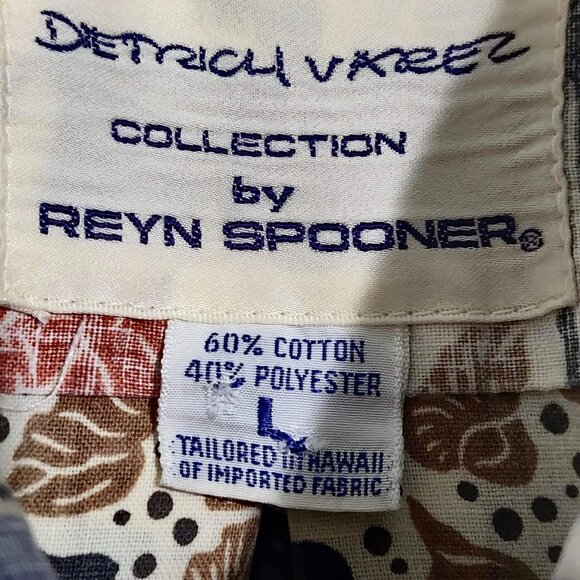 DIETRICH VAREZ
COLLECTION
by
REYN SPOONER®
60% COTTON
40% POLYESTER
L
TAILORED IN HAWAII
OF IMPORTED FABRIC